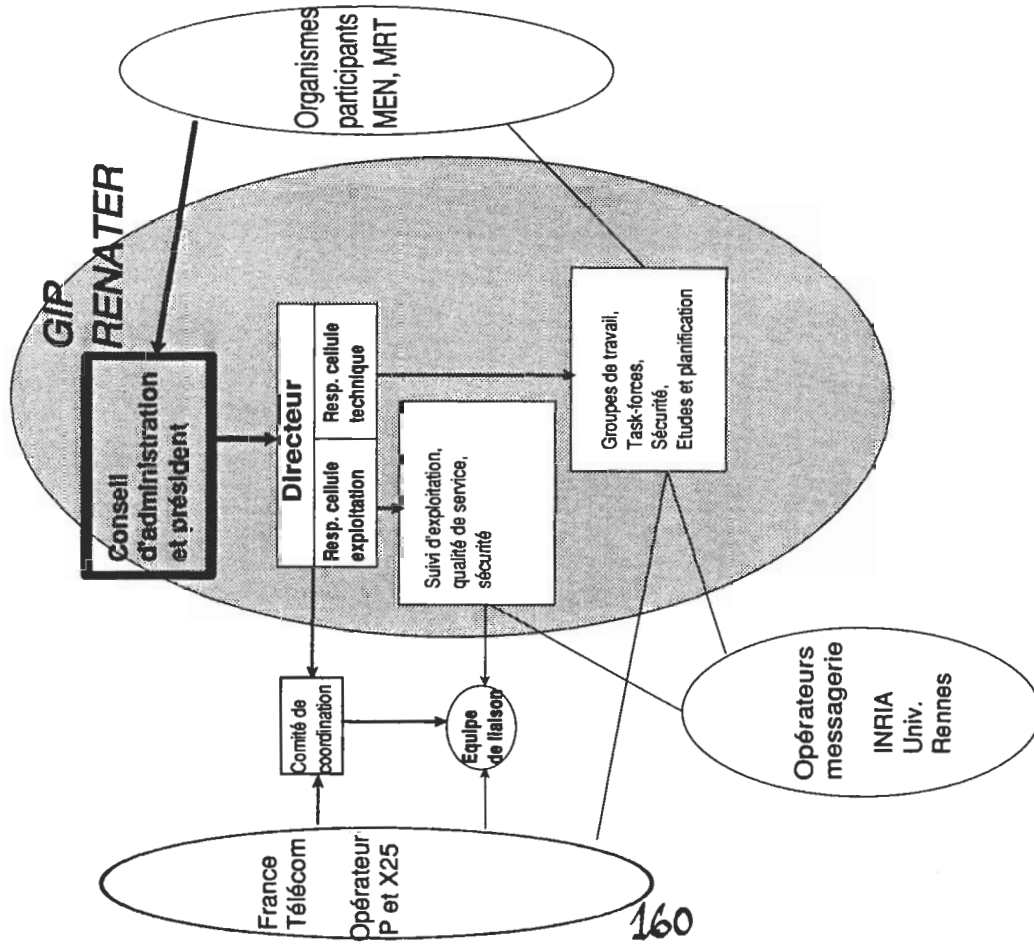 GIP
RENATER
Conseil
d'administration
et président
Organismes
participants
MEN, MRT
Directeur
Resp. cellule
exploitation
Resp. cellule
technique
Comité de
coordination
Suivi d'exploitation,
qualité de service,
sécurité
Groupes de travail,
Task-forces,
Sécurité,
Etudes et planification
Equipe
de liaison
France
Télécom
Opérateur
P et X25
Opérateurs
messagerie
INRIA
Univ.
Rennes
160